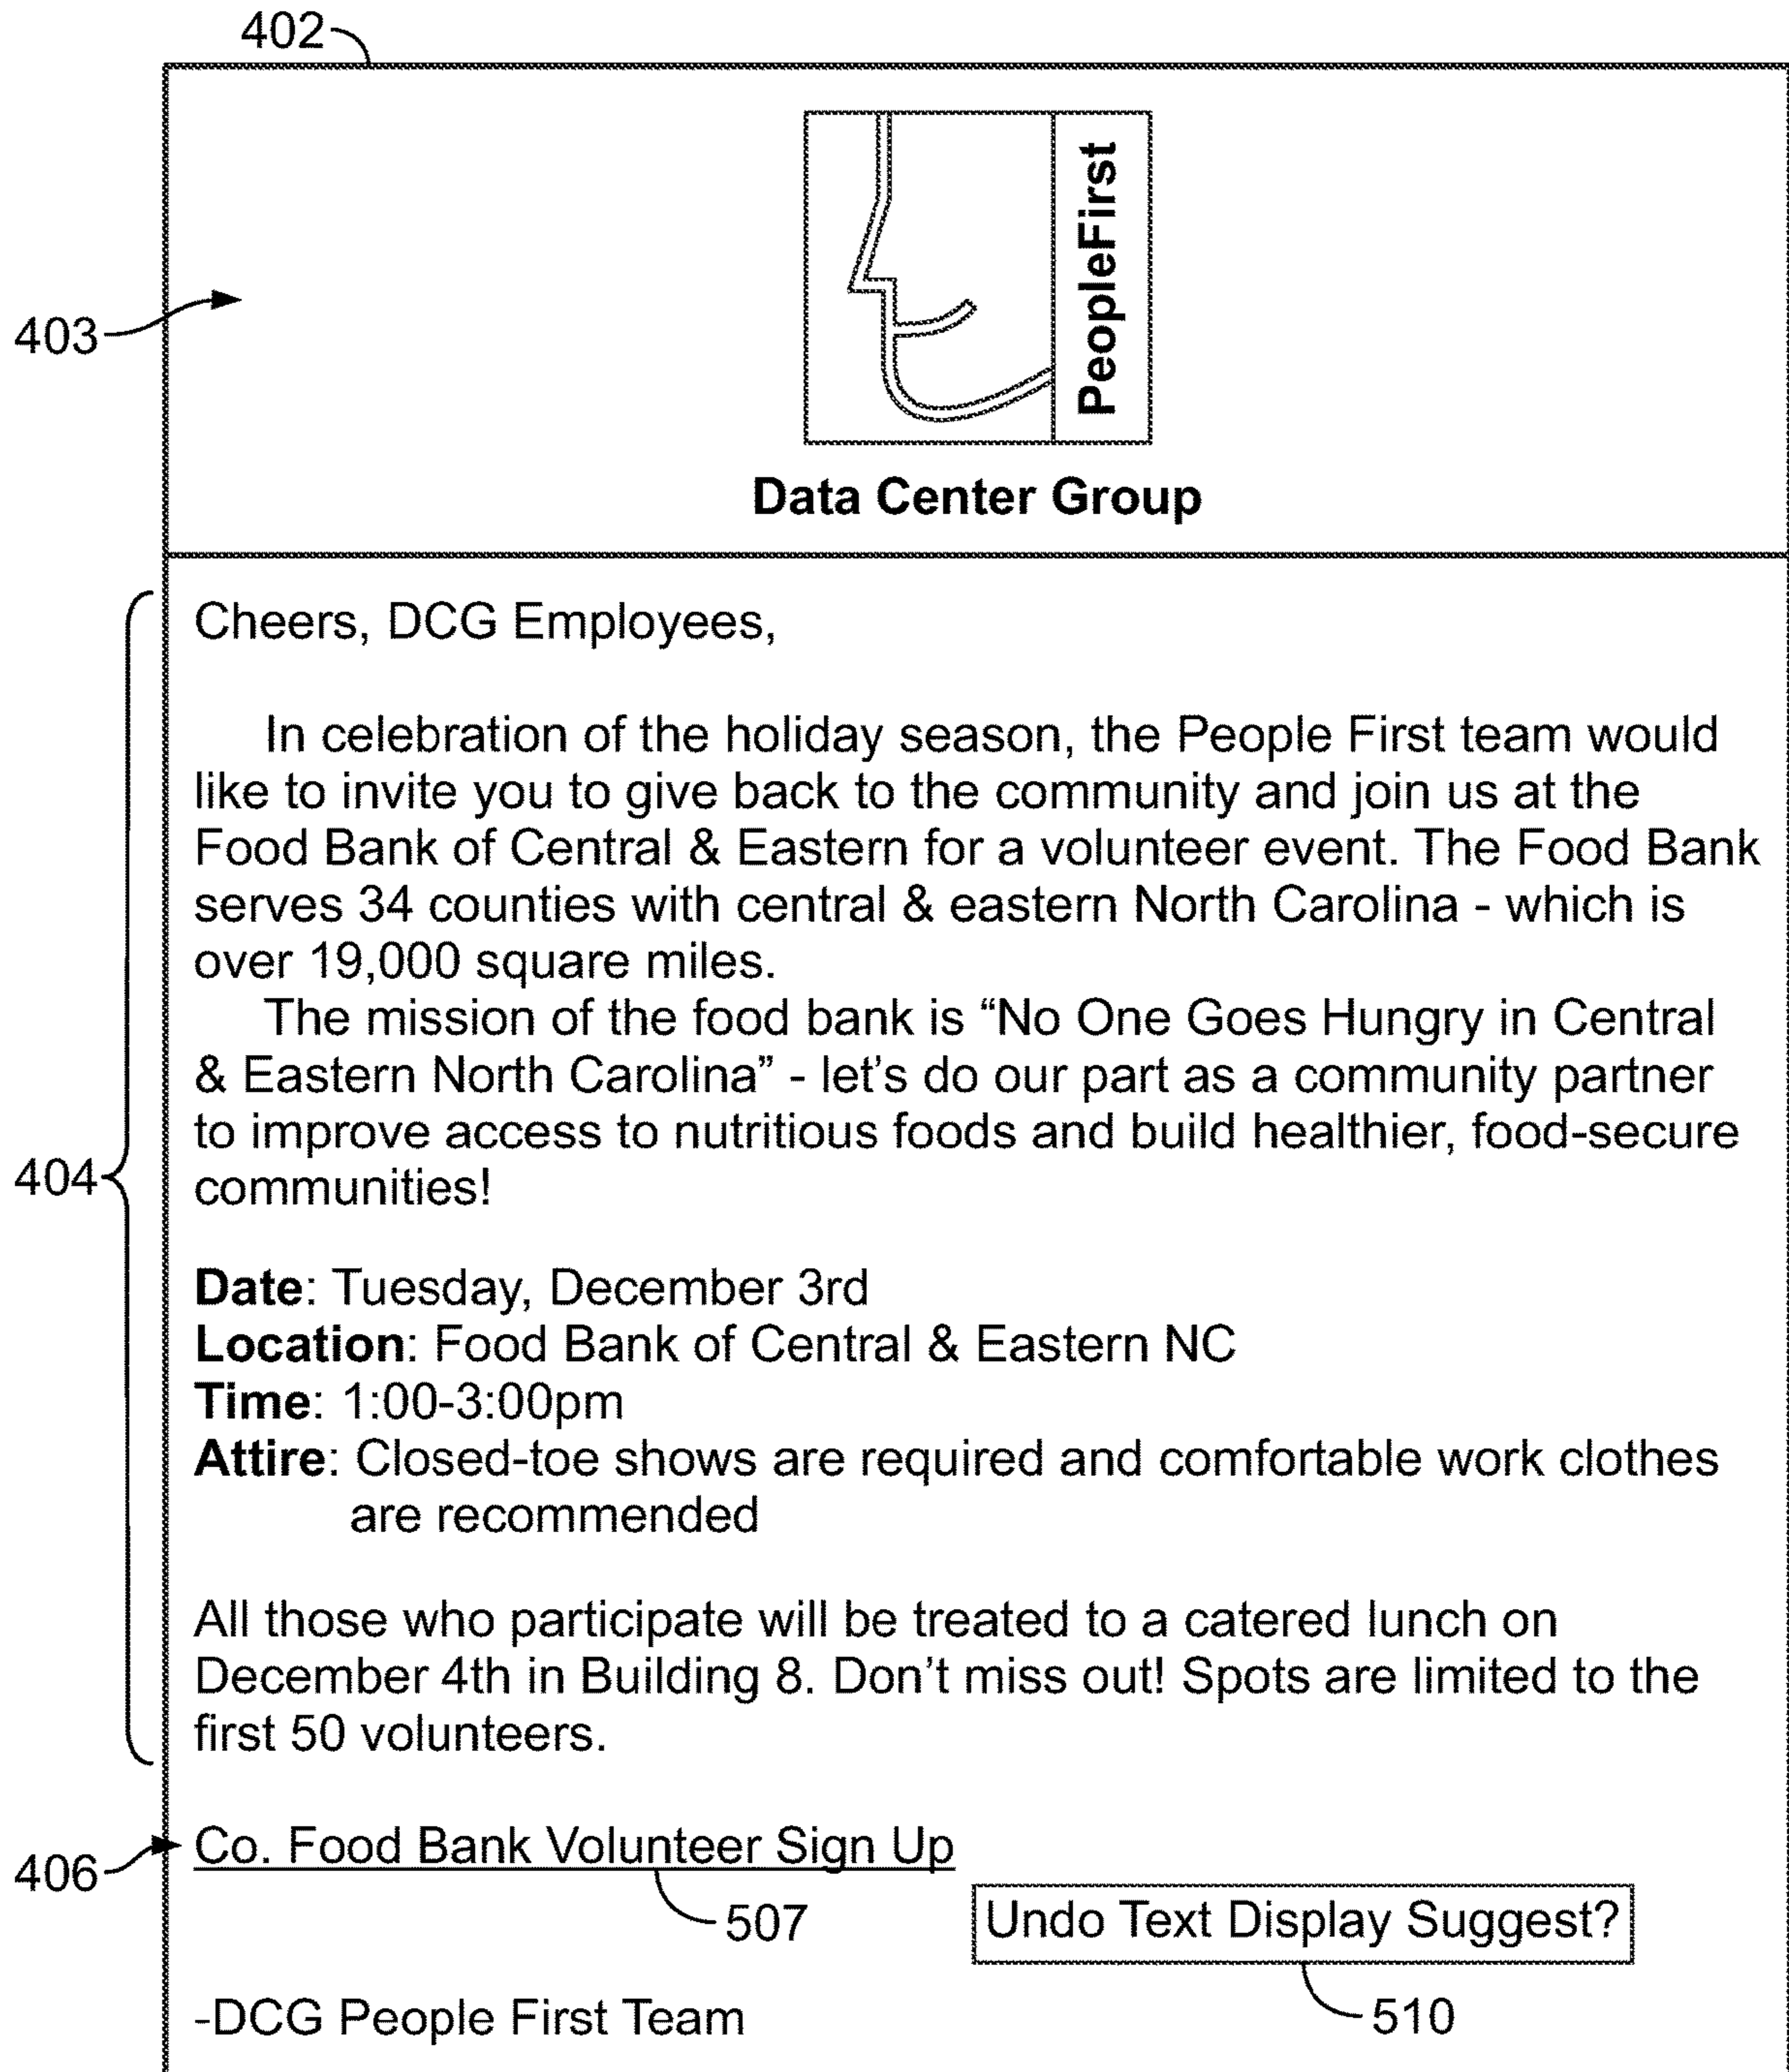 402
403
PeopleFirst
Data Center Group
Cheers, DCG Employees,
In celebration of the holiday season, the People First team would
like to invite you to give back to the community and join us at the
Food Bank of Central & Eastern for a volunteer event. The Food Bank
serves 34 counties with central & eastern North Carolina - which is
over 19,000 square miles.
The mission of the food bank is “No One Goes Hungry in Central
& Eastern North Carolina” - let’s do our part as a community partner
to improve access to nutritious foods and build healthier, food-secure
communities!
404
Date: Tuesday, December 3rd
Location: Food Bank of Central & Eastern NC
Time: 1:00-3:00pm
Attire: Closed-toe shows are required and comfortable work clothes
are recommended
All those who participate will be treated to a catered lunch on
December 4th in Building 8. Don’t miss out! Spots are limited to the
first 50 volunteers.
406
Co. Food Bank Volunteer Sign Up
507
Undo Text Display Suggest?
510
-DCG People First Team